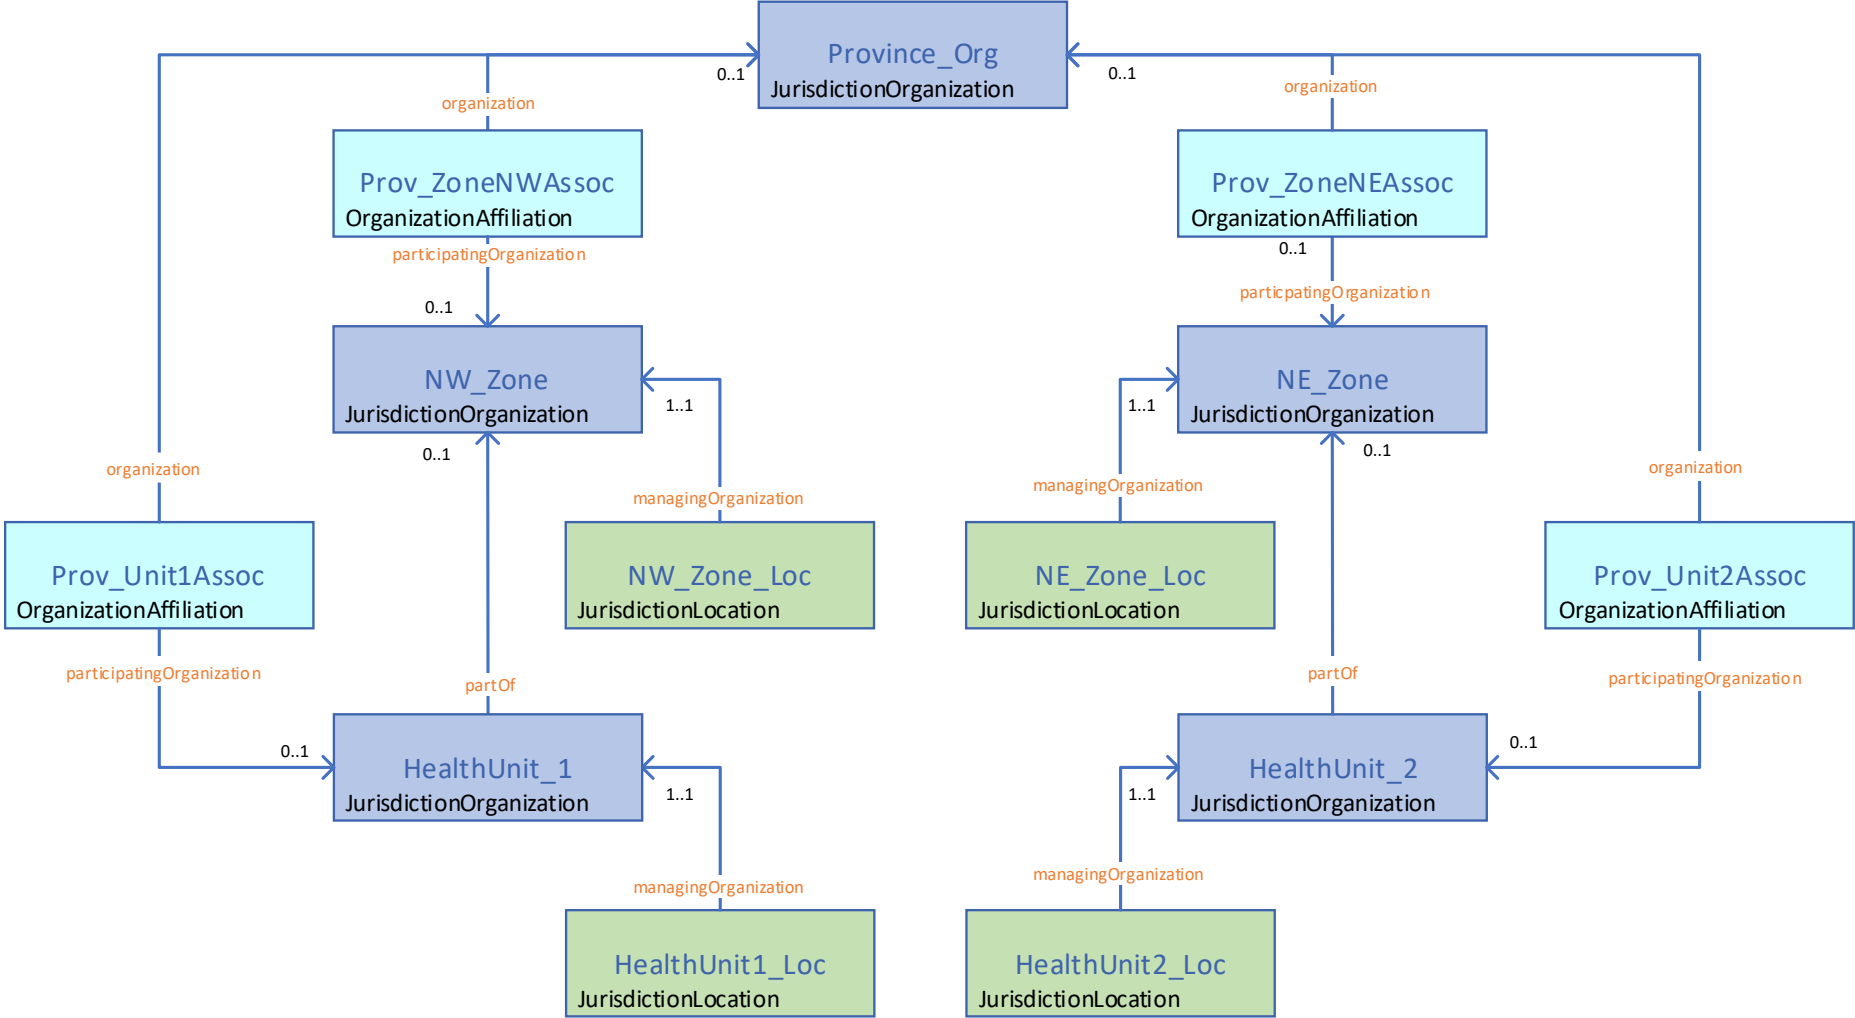 Province_Org
JurisdictionOrganization
0..1
0..1
organization
organization
Prov_ZoneNWAssoc
OrganizationAffiliation
Prov_ZoneNEAssoc
OrganizationAffiliation
participatingOrganization
0..1
0..1
particpatingOrganization
NW_Zone
JurisdictionOrganization
1..1
0..1
NE_Zone
JurisdictionOrganization
1..1
0..1
organization
managingOrganization
managingOrganization
organization
Prov_Unit1Assoc
OrganizationAffiliation
NW_Zone_Loc
JurisdictionLocation
NE_Zone_Loc
JurisdictionLocation
Prov_Unit2Assoc
OrganizationAffiliation
participatingOrganization
partOf
partOf
participatingOrganization
0..1
HealthUnit_1
JurisdictionOrganization
1..1
1..1
HealthUnit_2
JurisdictionOrganization
0..1
managingOrganization
managingOrganization
HealthUnit1_Loc
JurisdictionLocation
HealthUnit2_Loc
JurisdictionLocation